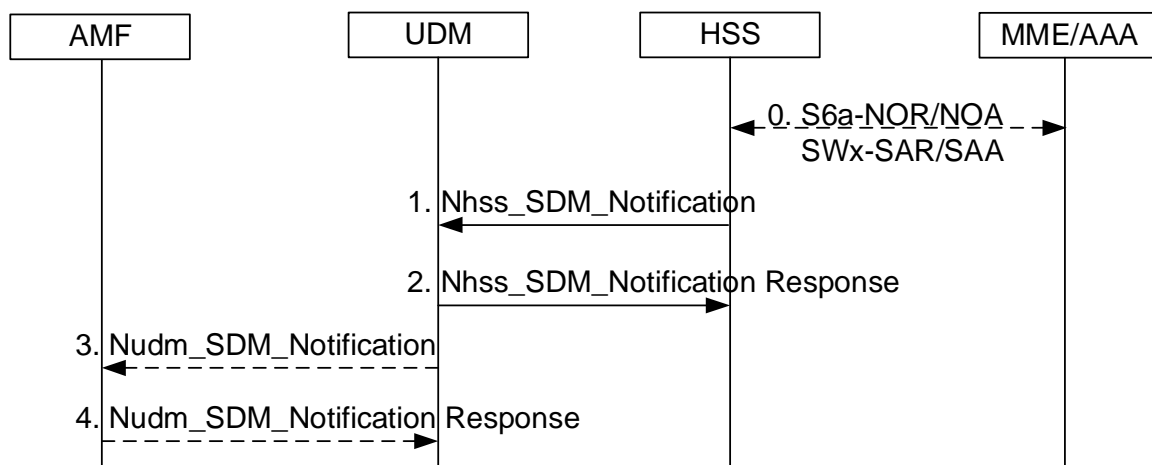 AMF
UDM
HSS
MME/AAA
0. S6a-NOR/NOA
SWx-SAR/SAA
1. Nhss_SDM_Notification
2. Nhss_SDM_Notification Response
3. Nudm_SDM_Notification
4. Nudm_SDM_Notification Response